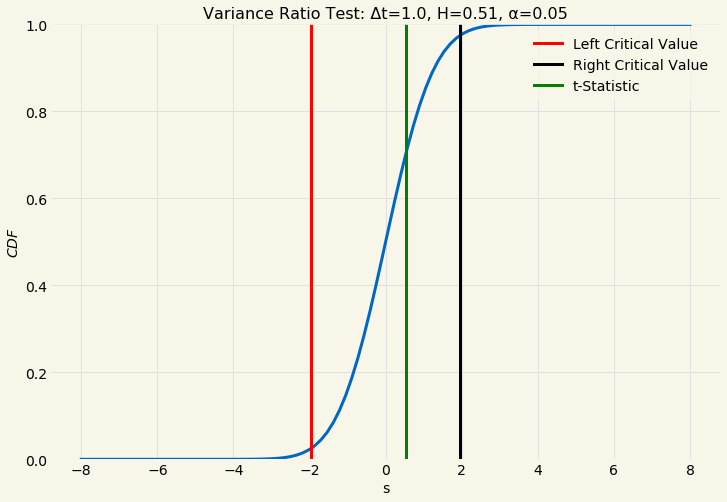 Variance Ratio Test: Δt=1.0, H=0.51, α=0.05
Left Critical Value
Right Critical Value
t-Statistic
1.0
0.8
0.6
0.4
0.2
0.0
CDF
−8 −6 −4 −2 0 2 4 6 8
s